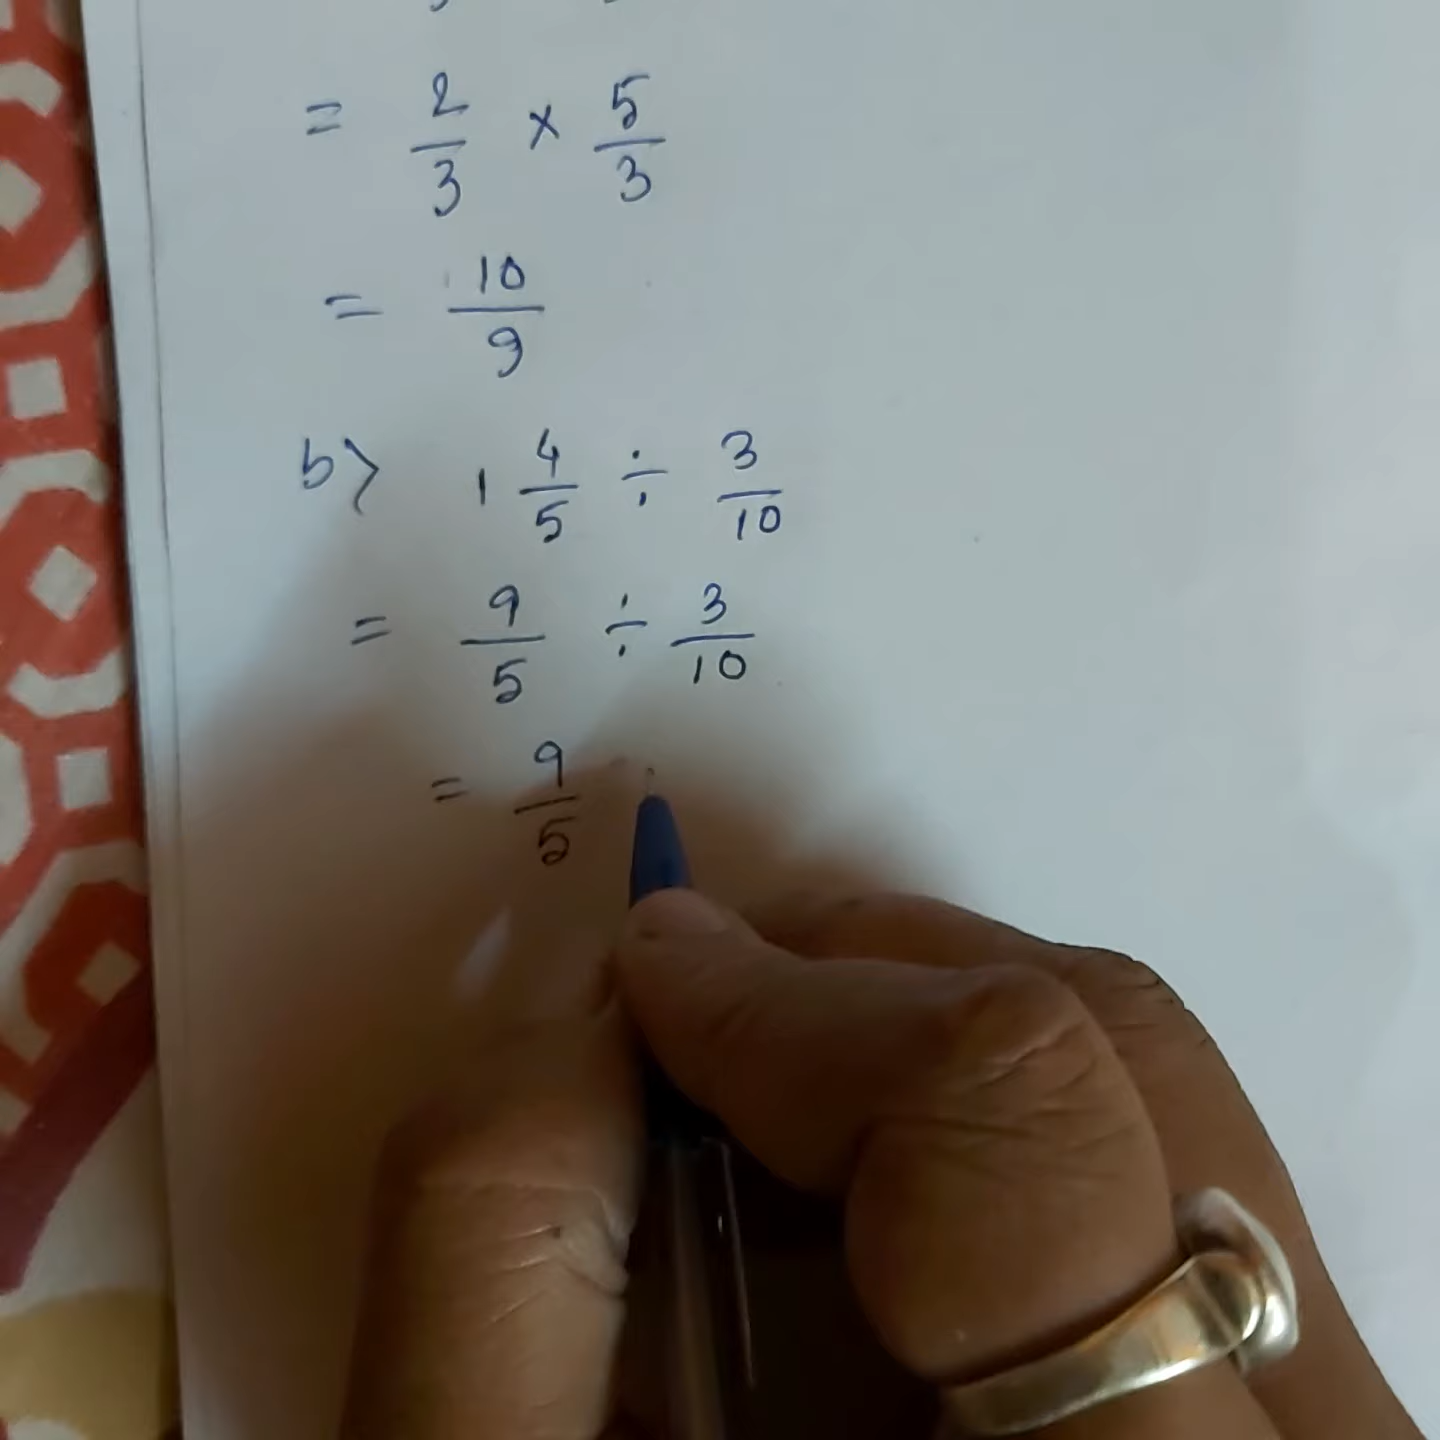 = 2/3 × 5/3
= 10/9
b) 1 4/5 ÷ 3/10
= 9/5 ÷ 3/10
= 9/5